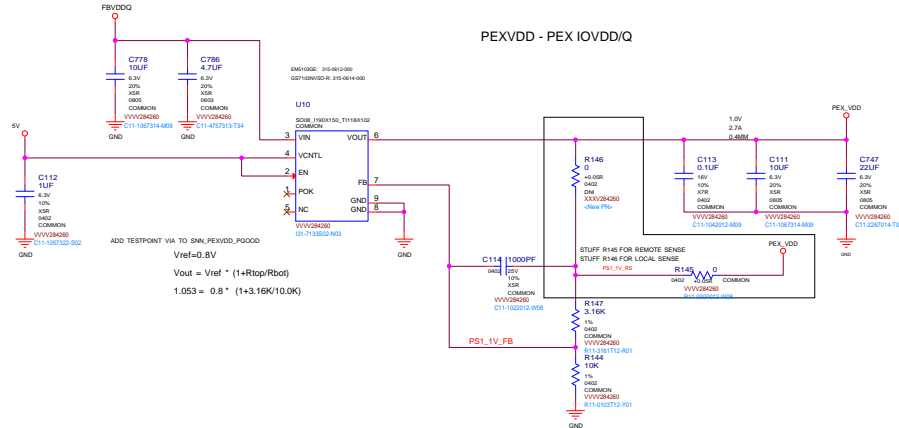 FBVDDQ
PEXVDD - PEX IOVDD/Q
C778
10UF
6.3V
20%
X5R
0805
COMMON
VVVV284260
C11-1067314-M09
GND
C786
4.7UF
6.3V
20%
X5R
0603
COMMON
VVVV284260
C11-4757313-T34
GND
EM5103GE: 315-0612-000
GS7103NVSO-R: 315-0614-000
U10
SO08_I190X150_TI118X102
COMMON
3 VIN
VOUT 6
4 VCNTL
2 EN
FB 7
1 POK
GND 9
GND 8
5 NC
VVVV284260
I31-7133S02-N03
GND
5V
C112
1UF
6.3V
10%
X5R
0402
COMMON
VVVV284260
C11-1057322-S02
GND
ADD TESTPOINT VIA TO SNN_PEXVDD_PGOOD
Vref=0.8V
Vout = Vref * (1+Rtop/Rbot)
1.053 = 0.8 * (1+3.16K/10.0K)
R146
0
+0.05R
0402
DNI
XXXV284260
<New PN>
1.0V
2.7A
0.4MM
PEX_VDD
C113
0.1UF
16V
10%
X7R
0402
COMMON
VVVV284260
C11-1042012-M09
C111
10UF
6.3V
20%
X5R
0805
COMMON
VVVV284260
C11-1067314-M09
C747
22UF
6.3V
20%
X5R
0805
COMMON
VVVV284260
C11-2267014-T0
GND
STUFF R145 FOR REMOTE SENSE
STUFF R146 FOR LOCAL SENSE
PS1_1V_RS
PEX_VDD
R145 0
0402 +0.05R COMMON
VVVV284260
C114 1000PF
0402 25V
10%
X5R
COMMON
VVVV284260
C11-1022012-W08
R147
3.16K
1%
0402
COMMON
VVVV284260
R11-3161T12-R01
PS1_1V_FB
R144
10K
1%
0402
COMMON
VVVV284260
R11-0103T12-Y01
GND